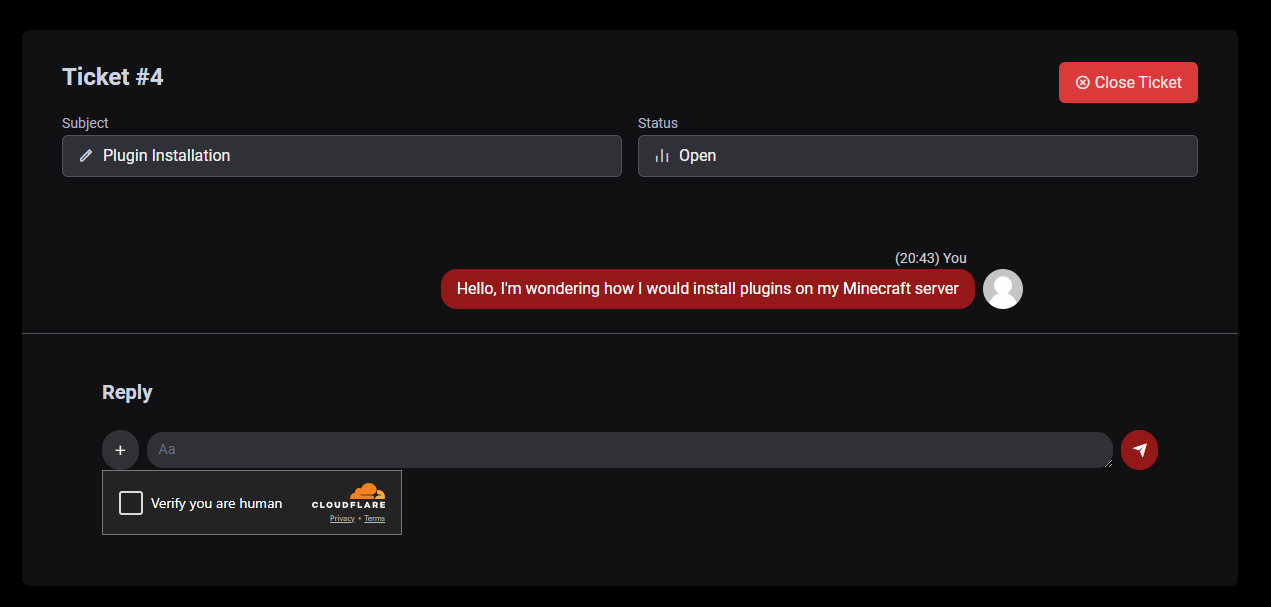 Ticket #4
Close Ticket
Subject
Status
Plugin Installation
Open
(20:43) You
Hello, I'm wondering how I would install plugins on my Minecraft server
Reply
+
Aa
Verify you are human
CLOUDFLARE
Privacy • Terms